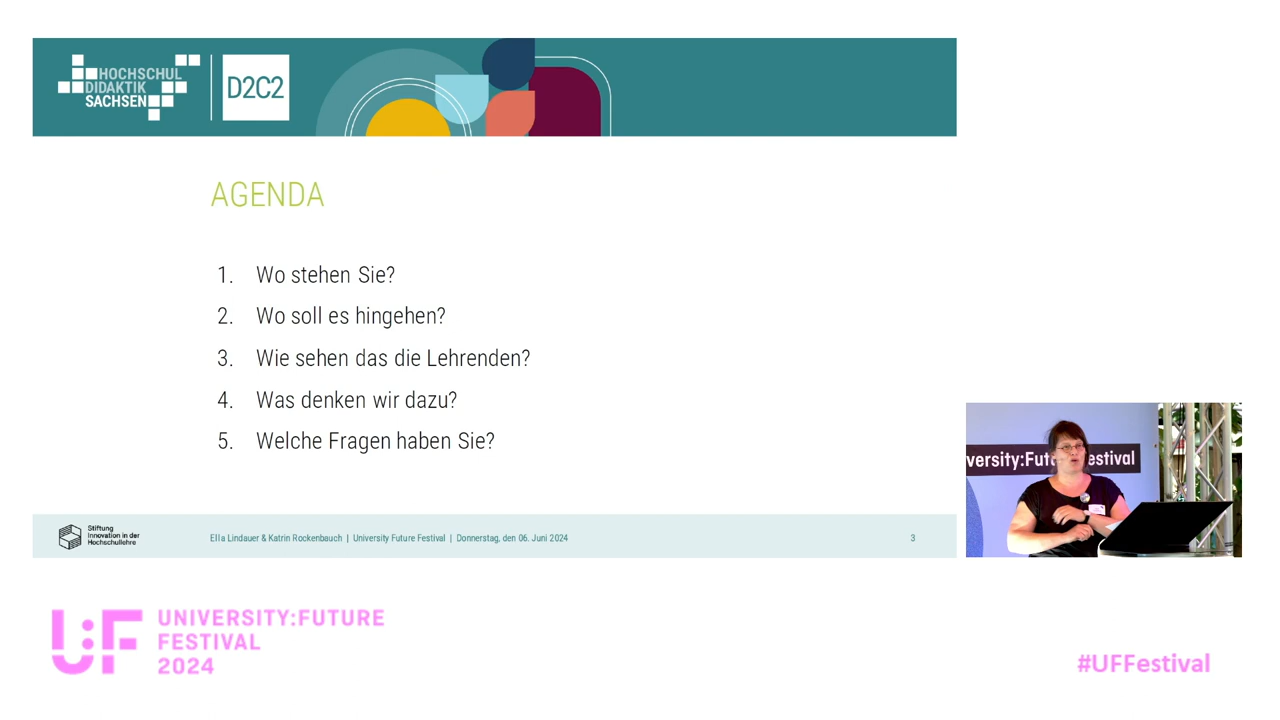 HOCHSCHUL
DIDAKTIK
SACHSEN
D2C2
AGENDA
1. Wo stehen Sie?
2. Wo soll es hingehen?
3. Wie sehen das die Lehrenden?
4. Was denken wir dazu?
5. Welche Fragen haben Sie?
versity:Futu estival
Stiftung
Innovation in der
Hochschullehre
Ella Lindauer & Katrin Rockenbauch | University Future Festival | Donnerstag, den 06. Juni 2024
3
U:F
UNIVERSITY:FUTURE
FESTIVAL
2024
#UFFestival